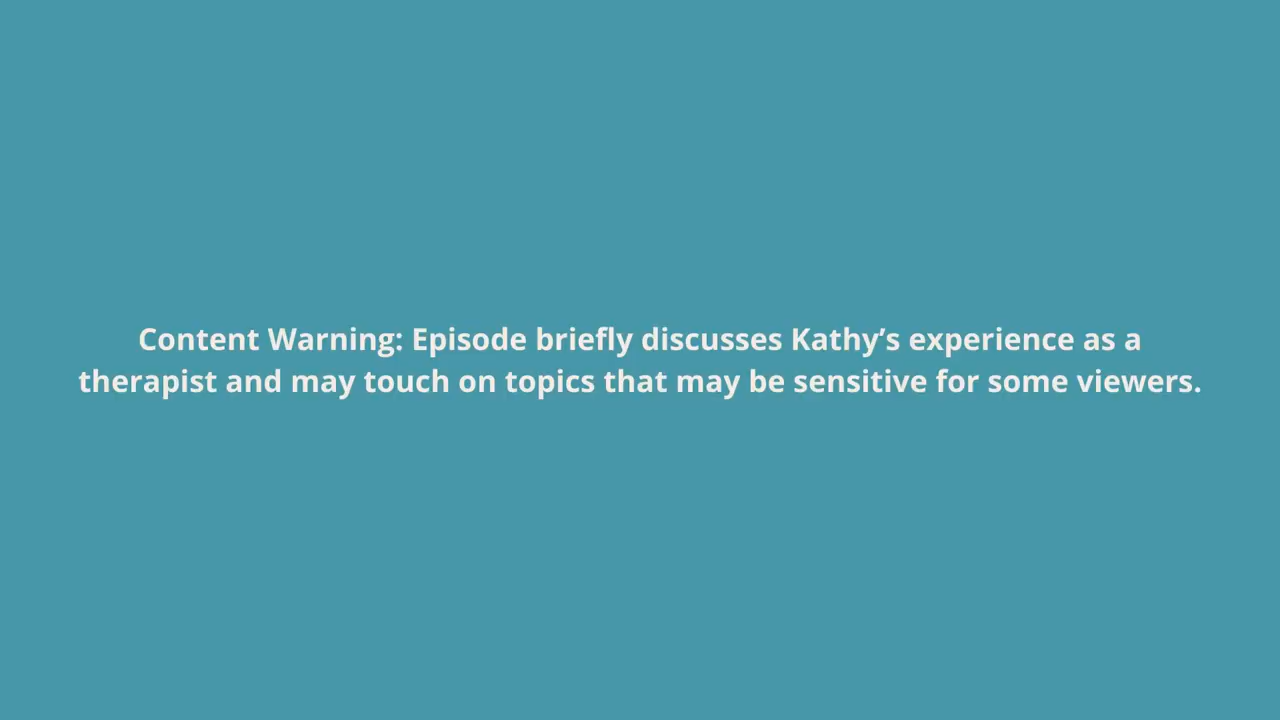 Content Warning: Episode briefly discusses Kathy’s experience as a
therapist and may touch on topics that may be sensitive for some viewers.